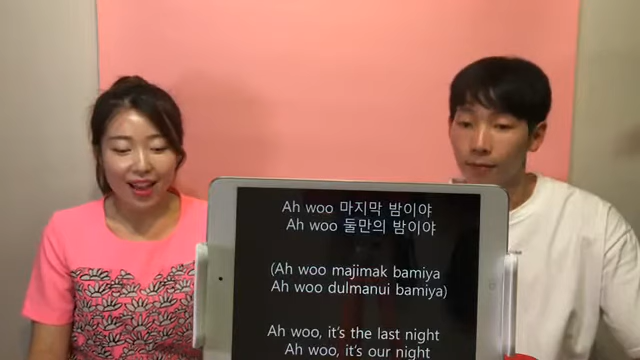 Ah woo 마지막 밤이야
Ah woo 둘만의 밤이야
(Ah woo majimak bamiya
Ah woo dulmanui bamiya)
Ah woo, it's the last night
Ah woo, it's our night